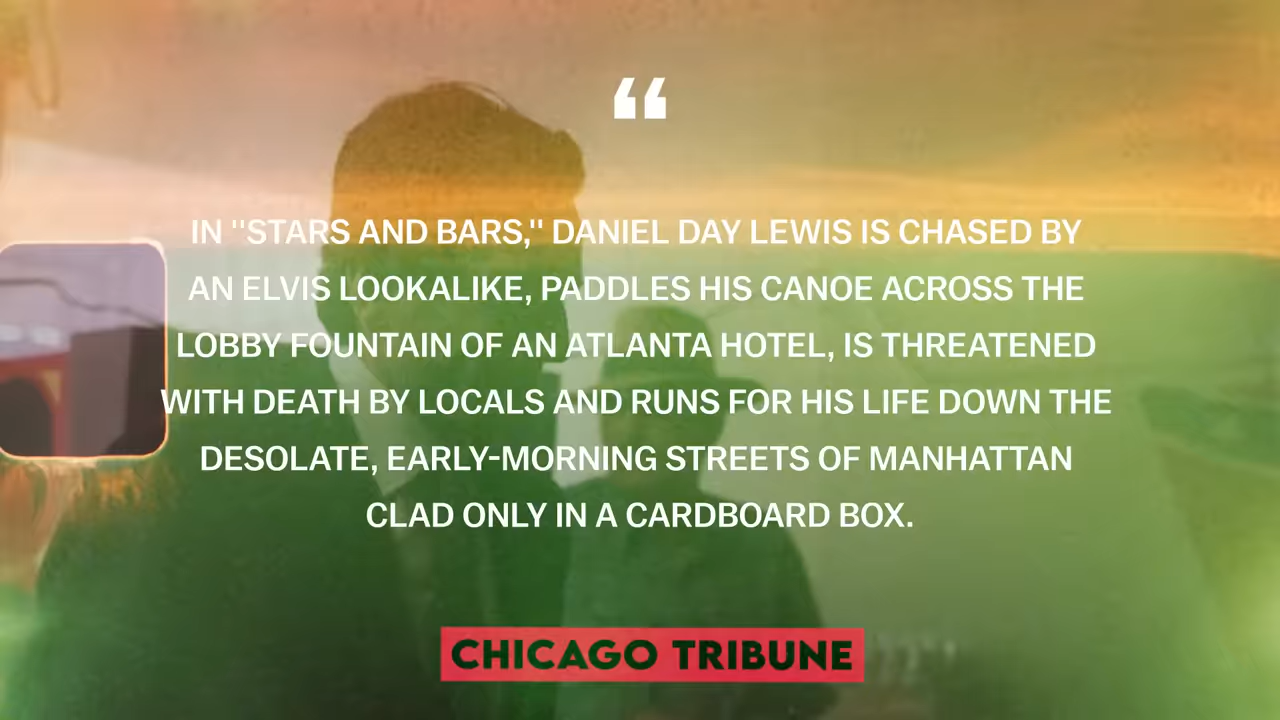 “
IN "STARS AND BARS," DANIEL DAY LEWIS IS CHASED BY
AN ELVIS LOOKALIKE, PADDLES HIS CANOE ACROSS THE
LOBBY FOUNTAIN OF AN ATLANTA HOTEL, IS THREATENED
WITH DEATH BY LOCALS AND RUNS FOR HIS LIFE DOWN THE
DESOLATE, EARLY-MORNING STREETS OF MANHATTAN
CLAD ONLY IN A CARDBOARD BOX.
CHICAGO TRIBUNE